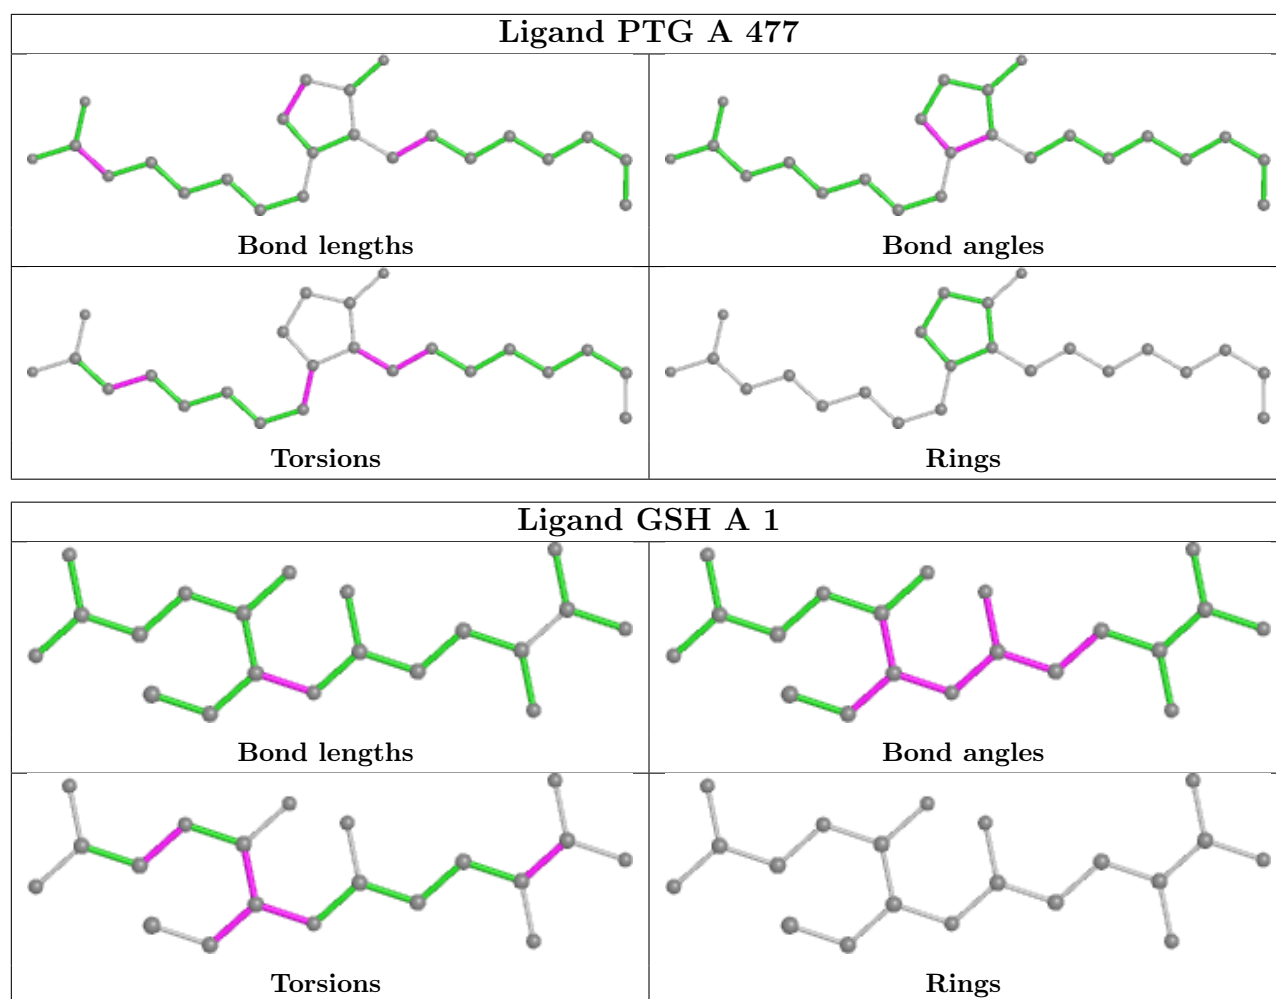 Ligand PTG A 477
Bond lengths
Bond angles
Torsions
Rings
Ligand GSH A 1
Bond lengths
Bond angles
Torsions
Rings